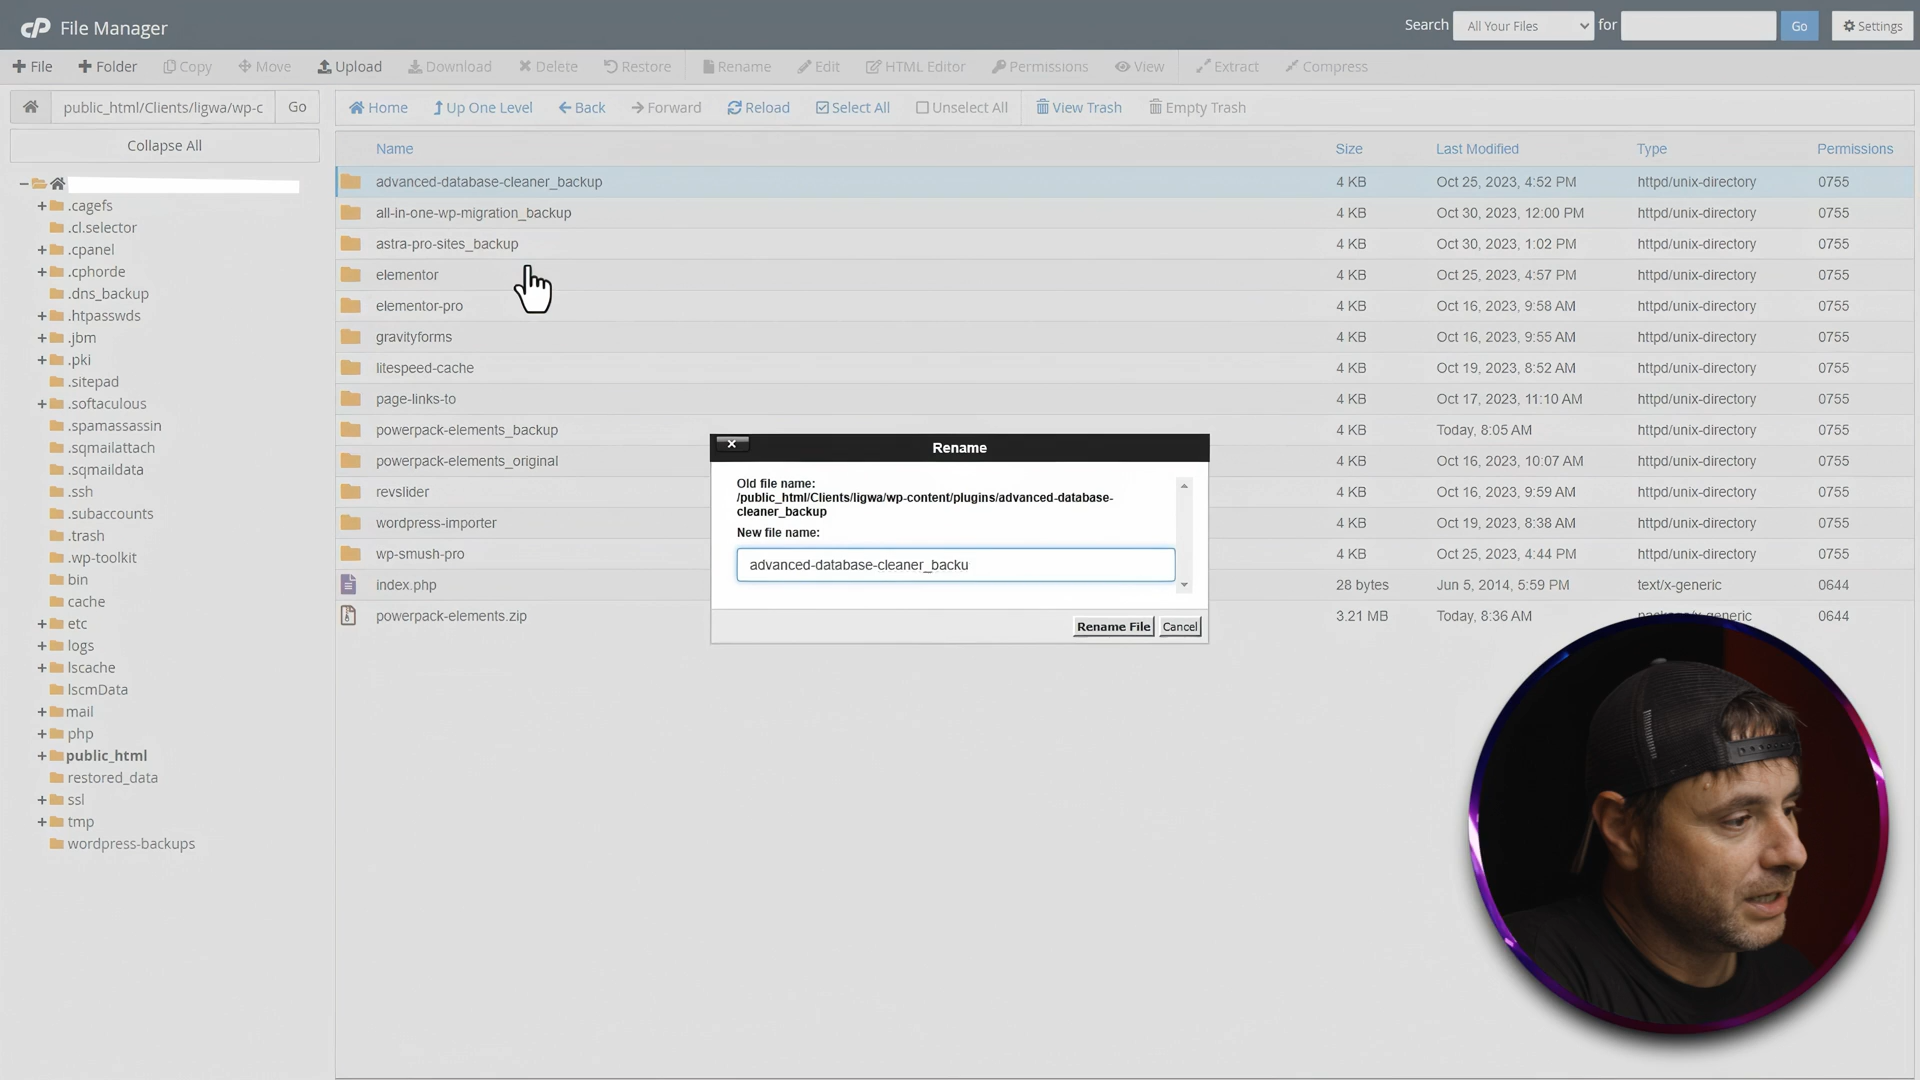 cP File Manager
Search All Your Files for Go Settings
File Folder Copy Move Upload Download Delete Restore Rename Edit HTML Editor Permissions View Extract Compress
public_html/Clients/ligwa/wp-c Go
Home Up One Level Back Forward Reload Select All Unselect All View Trash Empty Trash
Collapse All
.cagefs
.cl.selector
.cpanel
.cphorde
.dns_backup
.htpasswds
.jbm
.pki
.sitepad
.softaculous
.spamassassin
.sqmailattach
.sqmaildata
.ssh
.subaccounts
.trash
.wp-toolkit
bin
cache
etc
logs
lscache
lscmData
mail
php
public_html
restored_data
ssl
tmp
wordpress-backups
Name Size Last Modified Type Permissions
advanced-database-cleaner_backup 4 KB Oct 25, 2023, 4:52 PM httpd/unix-directory 0755
all-in-one-wp-migration_backup 4 KB Oct 30, 2023, 12:00 PM httpd/unix-directory 0755
astra-pro-sites_backup 4 KB Oct 30, 2023, 1:02 PM httpd/unix-directory 0755
elementor 4 KB Oct 25, 2023, 4:57 PM httpd/unix-directory 0755
elementor-pro 4 KB Oct 16, 2023, 9:58 AM httpd/unix-directory 0755
gravityforms 4 KB Oct 16, 2023, 9:55 AM httpd/unix-directory 0755
litespeed-cache 4 KB Oct 19, 2023, 8:52 AM httpd/unix-directory 0755
page-links-to 4 KB Oct 17, 2023, 11:10 AM httpd/unix-directory 0755
powerpack-elements_backup 4 KB Today, 8:05 AM httpd/unix-directory 0755
powerpack-elements_original 4 KB Oct 16, 2023, 10:07 AM httpd/unix-directory 0755
revslider 4 KB Oct 16, 2023, 9:59 AM httpd/unix-directory 0755
wordpress-importer 4 KB Oct 19, 2023, 8:38 AM httpd/unix-directory 0755
wp-smush-pro 4 KB Oct 25, 2023, 4:44 PM httpd/unix-directory 0755
index.php 28 bytes Jun 5, 2014, 5:59 PM text/x-generic 0644
powerpack-elements.zip 3.21 MB Today, 8:36 AM package/x-generic 0644
Rename
Old file name:
/public_html/Clients/ligwa/wp-content/plugins/advanced-database-
cleaner_backup
New file name:
advanced-database-cleaner_backu
Rename File Cancel